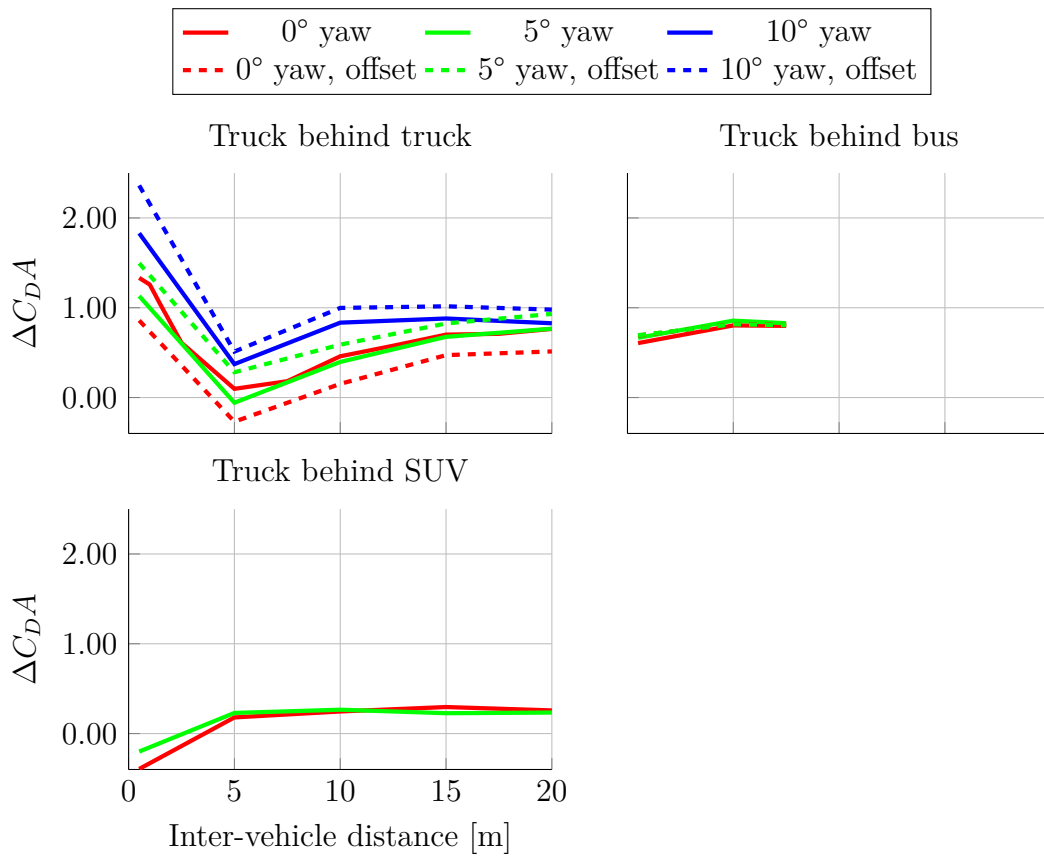 0° yaw 5° yaw 10° yaw
0° yaw, offset 5° yaw, offset 10° yaw, offset
Truck behind truck
Truck behind bus
2.00
1.00
0.00
ΔC_DA
Truck behind SUV
2.00
1.00
0.00
ΔC_DA
0 5 10 15 20
Inter-vehicle distance [m]